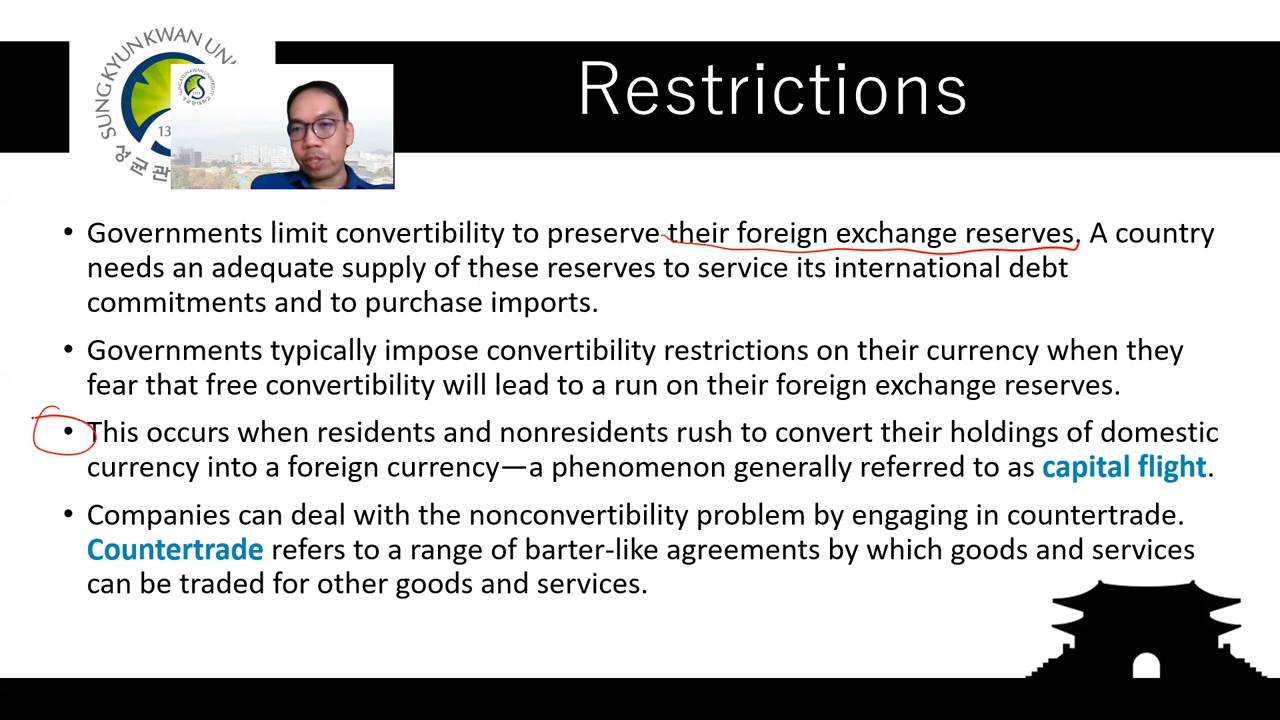 SUNGKYUNKWAN UNI
13
성균관
Restrictions
• Governments limit convertibility to preserve their foreign exchange reserves. A country
needs an adequate supply of these reserves to service its international debt
commitments and to purchase imports.
• Governments typically impose convertibility restrictions on their currency when they
fear that free convertibility will lead to a run on their foreign exchange reserves.
• This occurs when residents and nonresidents rush to convert their holdings of domestic
currency into a foreign currency—a phenomenon generally referred to as capital flight.
• Companies can deal with the nonconvertibility problem by engaging in countertrade.
Countertrade refers to a range of barter-like agreements by which goods and services
can be traded for other goods and services.